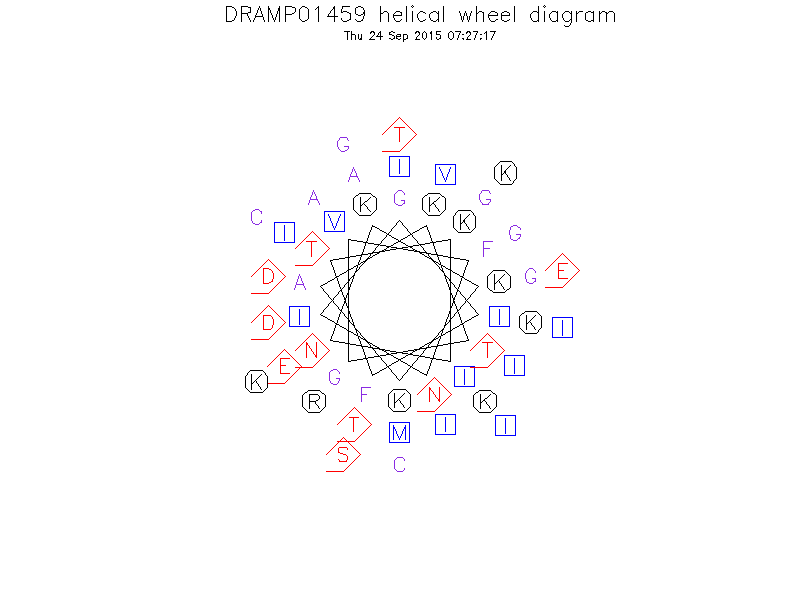 DRAMP01459 helical wheel diagram
Thu 24 Sep 2015 07:27:17
T
G
I
A V K
A K G K G
C V K
I G
T F
D A K G E
D I I K I
N T
E I
K G I
R F K N K
T M I I
S
C